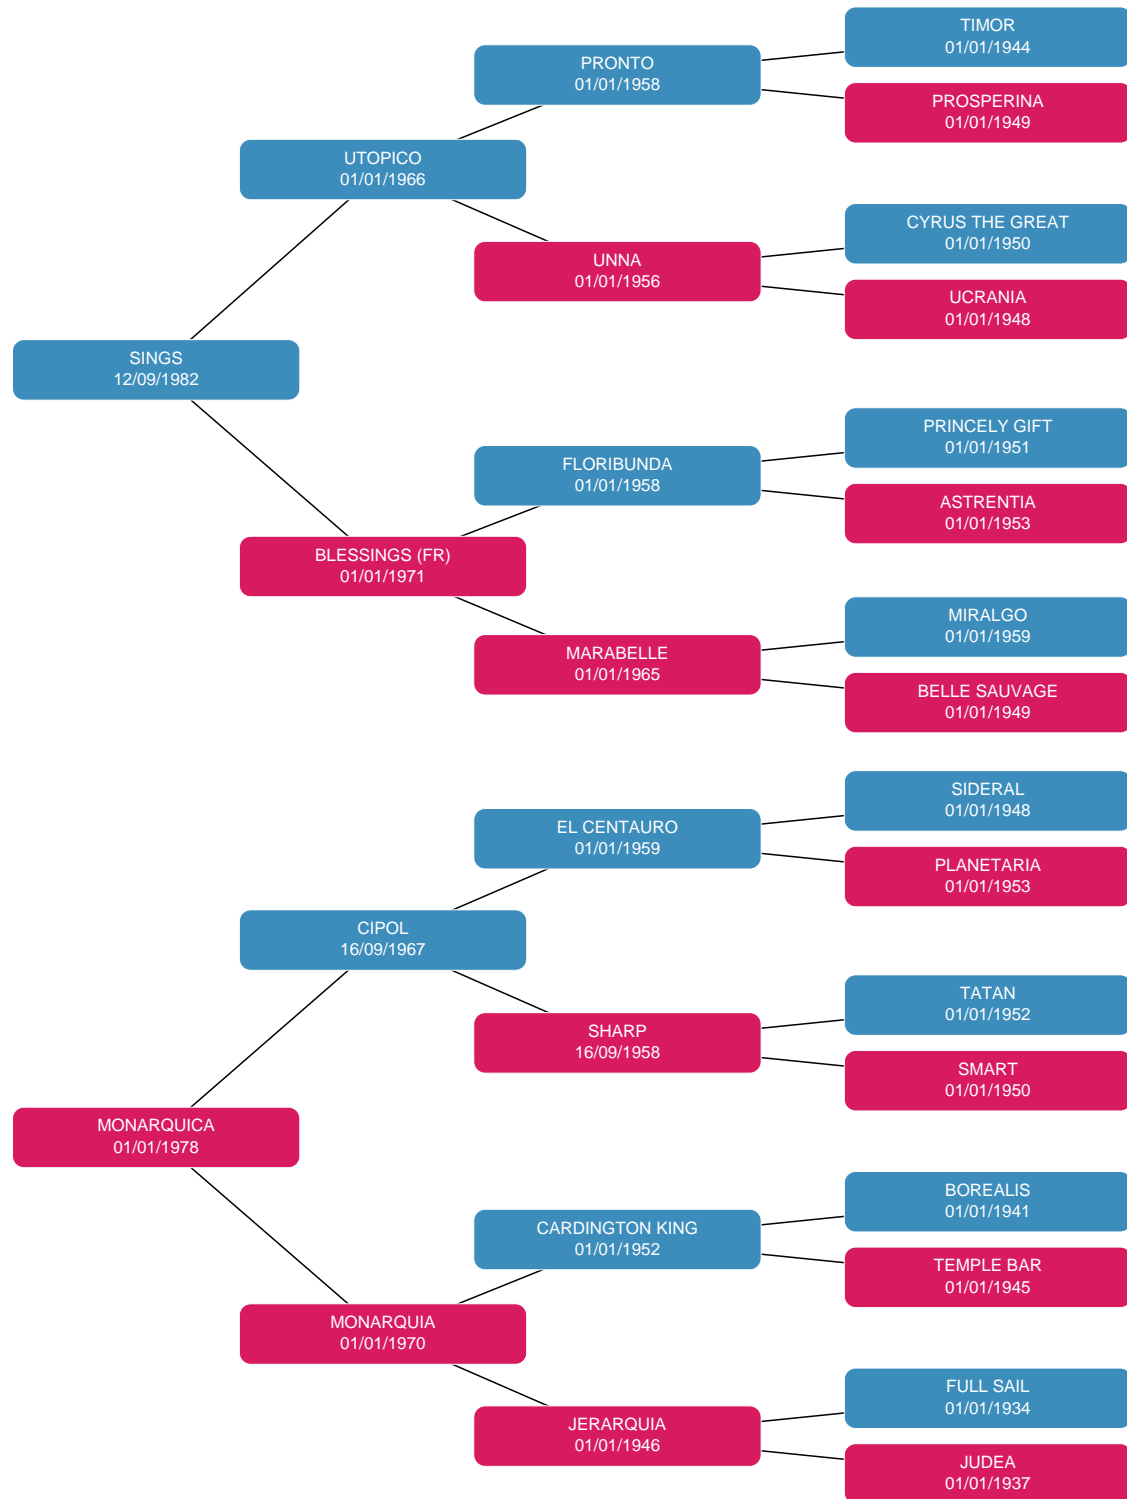 TIMOR
01/01/1944
PRONTO
01/01/1958
PROSPERINA
01/01/1949
UTOPICO
01/01/1966
CYRUS THE GREAT
01/01/1950
UNNA
01/01/1956
UCRANIA
01/01/1948
SINGS
12/09/1982
PRINCELY GIFT
01/01/1951
FLORIBUNDA
01/01/1958
ASTRENTIA
01/01/1953
BLESSINGS (FR)
01/01/1971
MIRALGO
01/01/1959
MARABELLE
01/01/1965
BELLE SAUVAGE
01/01/1949
SIDERAL
01/01/1948
EL CENTAURO
01/01/1959
PLANETARIA
01/01/1953
CIPOL
16/09/1967
TATAN
01/01/1952
SHARP
16/09/1958
SMART
01/01/1950
MONARQUICA
01/01/1978
BOREALIS
01/01/1941
CARDINGTON KING
01/01/1952
TEMPLE BAR
01/01/1945
MONARQUIA
01/01/1970
FULL SAIL
01/01/1934
JERARQUIA
01/01/1946
JUDEA
01/01/1937